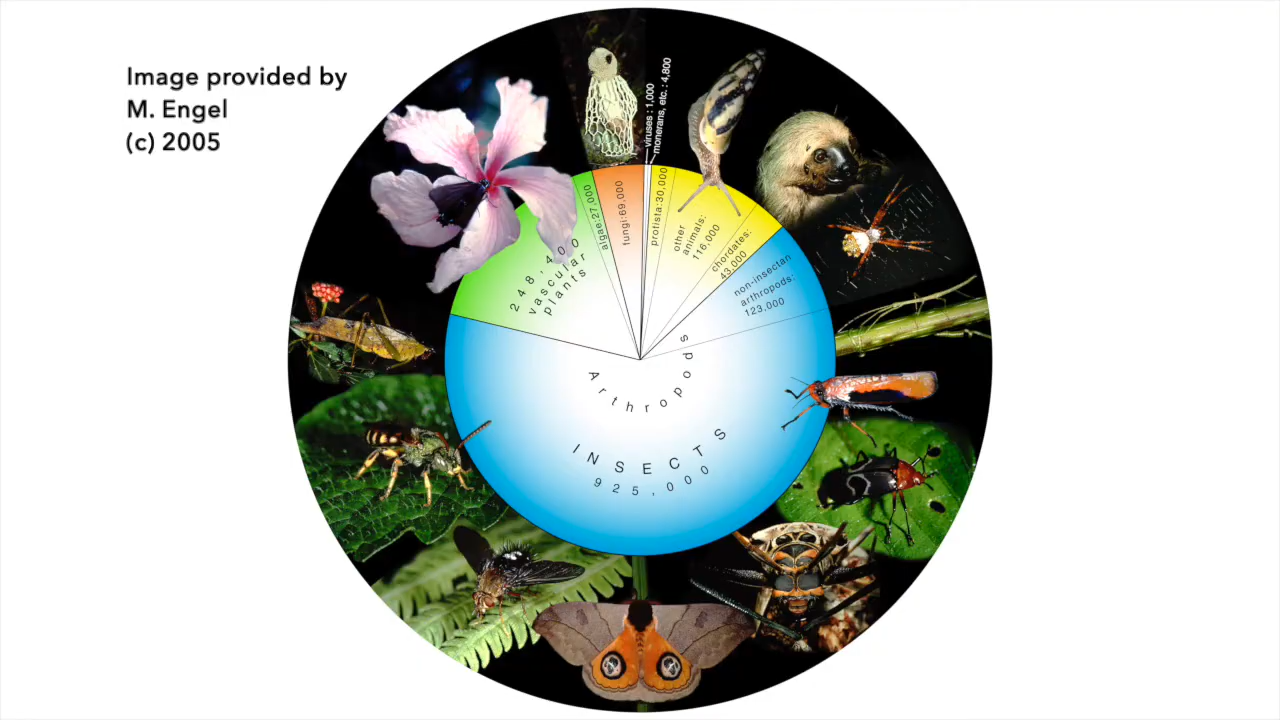 Image provided by
M. Engel
(c) 2005
viruses : 1,000
monerans, etc. : 4,800
248,400
vascular
plants
algae:27,000
fungi:69,000
protista:30,000
other
animals:
116,000
chordates:
43,000
non-insectan
arthropods:
123,000
Arthropods
INSECTS
925,000